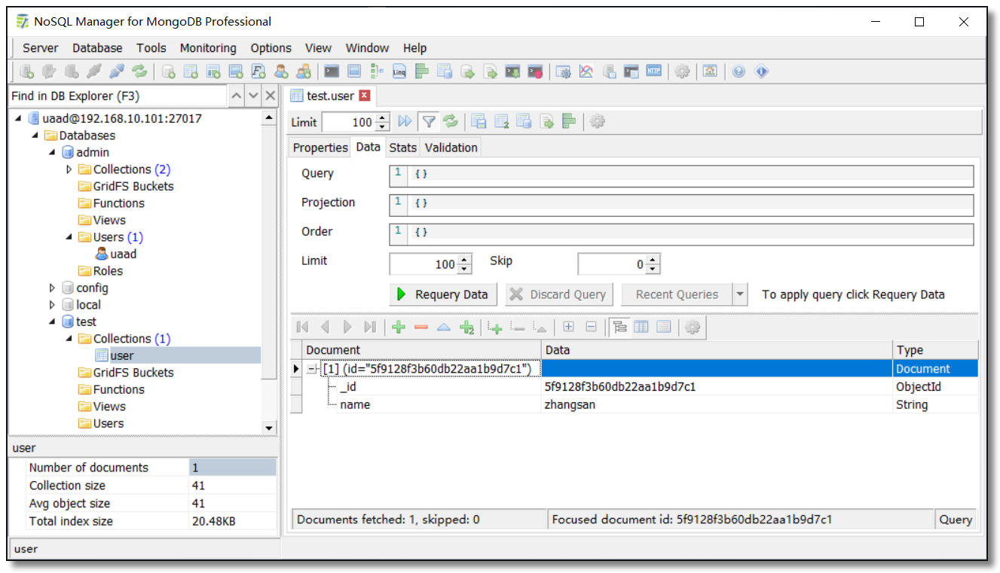 NoSQL Manager for MongoDB Professional
Server Database Tools Monitoring Options View Window Help
Find in DB Explorer (F3)
uaad@192.168.10.101:27017
Databases
admin
Collections (2)
GridFS Buckets
Functions
Views
Users (1)
uaad
Roles
config
local
test
Collections (1)
user
GridFS Buckets
Functions
Views
Users
user
Number of documents 1
Collection size 41
Avg object size 41
Total index size 20.48KB
user
test.user
Limit 100
Properties Data Stats Validation
Query 1 {}
Projection 1 {}
Order 1 {}
Limit 100 Skip 0
Requery Data Discard Query Recent Queries To apply query click Requery Data
Document Data Type
[1] (id="5f9128f3b60db22aa1b9d7c1") Document
_id 5f9128f3b60db22aa1b9d7c1 ObjectId
name zhangsan String
Documents fetched: 1, skipped: 0 Focused document id: 5f9128f3b60db22aa1b9d7c1 Query